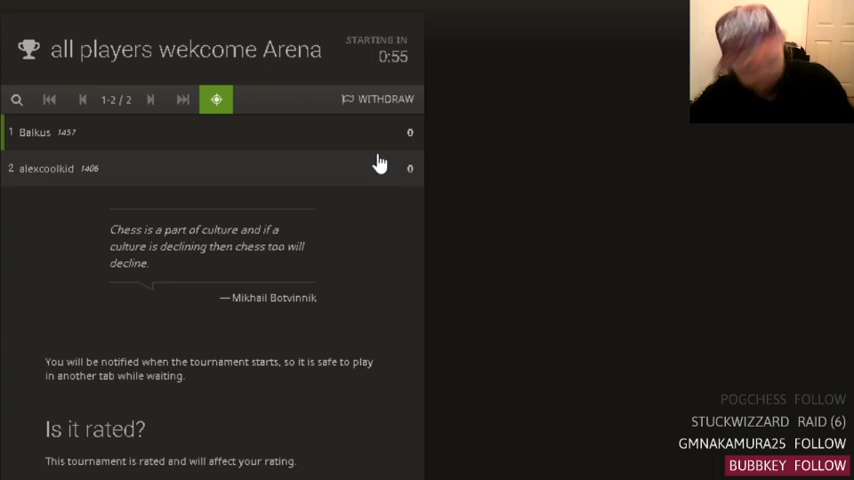 all players wekcome Arena
STARTING IN
0:55
1-2 / 2
WITHDRAW
1 Balkus 1457 0
2 alexcoolkid 1406 0
Chess is a part of culture and if a
culture is declining then chess too will
decline.
— Mikhail Botvinnik
You will be notified when the tournament starts, so it is safe to play
in another tab while waiting.
Is it rated?
This tournament is rated and will affect your rating.
POGCHESS FOLLOW
STUCKWIZZARD RAID (6)
GMNAKAMURA25 FOLLOW
BUBBKEY FOLLOW